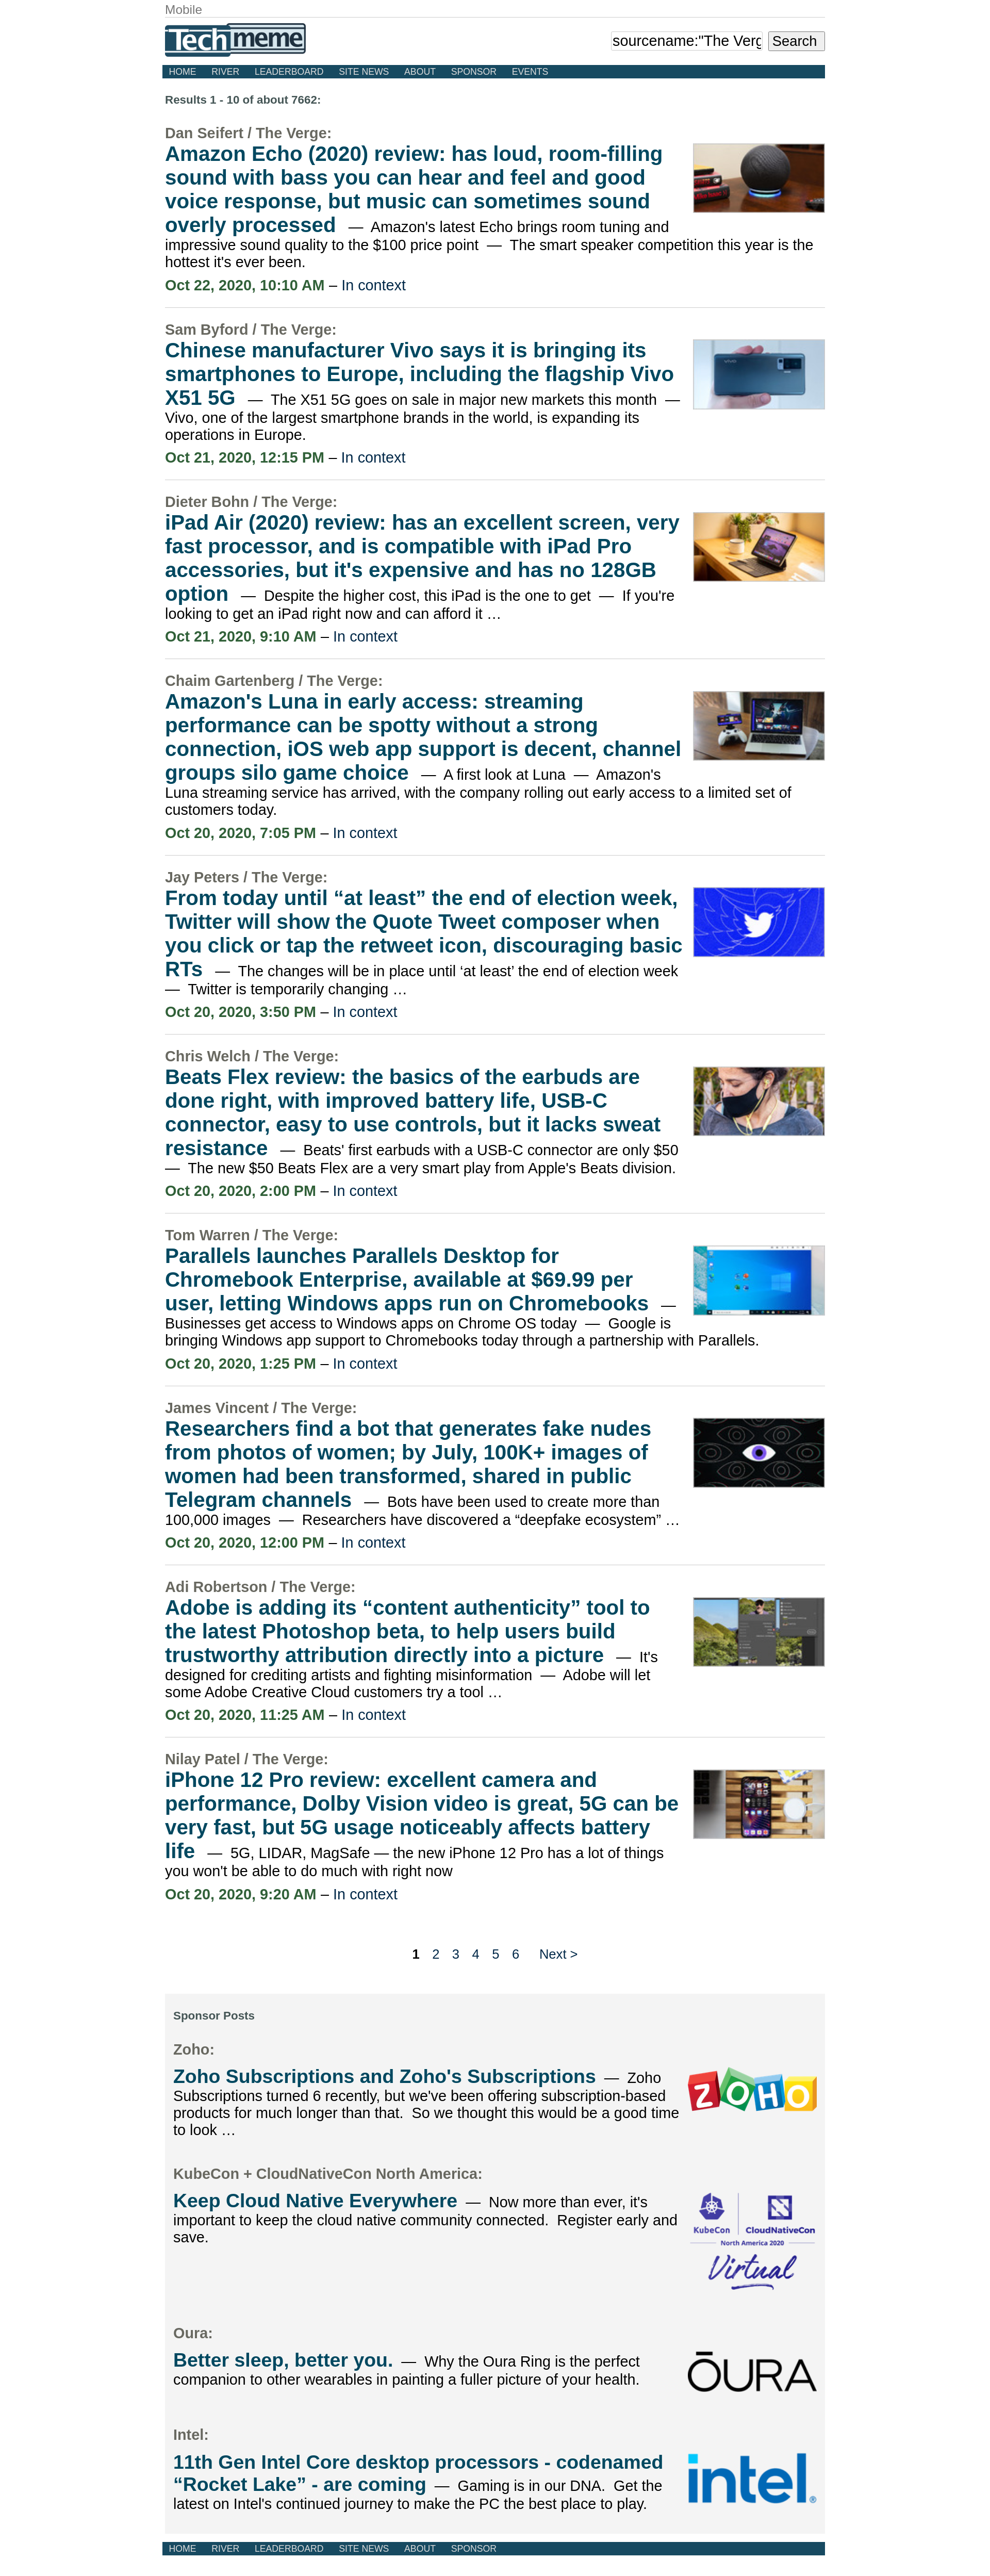 Mobile
Techmeme
sourcename:"The Verg
Search
HOME RIVER LEADERBOARD SITE NEWS ABOUT SPONSOR EVENTS
Results 1 - 10 of about 7662:
Dan Seifert / The Verge:
Amazon Echo (2020) review: has loud, room-filling
sound with bass you can hear and feel and good
voice response, but music can sometimes sound
overly processed — Amazon's latest Echo brings room tuning and
impressive sound quality to the $100 price point — The smart speaker competition this year is the
hottest it's ever been.
Oct 22, 2020, 10:10 AM – In context
Sam Byford / The Verge:
Chinese manufacturer Vivo says it is bringing its
smartphones to Europe, including the flagship Vivo
X51 5G — The X51 5G goes on sale in major new markets this month —
Vivo, one of the largest smartphone brands in the world, is expanding its
operations in Europe.
Oct 21, 2020, 12:15 PM – In context
Dieter Bohn / The Verge:
iPad Air (2020) review: has an excellent screen, very
fast processor, and is compatible with iPad Pro
accessories, but it's expensive and has no 128GB
option — Despite the higher cost, this iPad is the one to get — If you're
looking to get an iPad right now and can afford it …
Oct 21, 2020, 9:10 AM – In context
Chaim Gartenberg / The Verge:
Amazon's Luna in early access: streaming
performance can be spotty without a strong
connection, iOS web app support is decent, channel
groups silo game choice — A first look at Luna — Amazon's
Luna streaming service has arrived, with the company rolling out early access to a limited set of
customers today.
Oct 20, 2020, 7:05 PM – In context
Jay Peters / The Verge:
From today until “at least” the end of election week,
Twitter will show the Quote Tweet composer when
you click or tap the retweet icon, discouraging basic
RTs — The changes will be in place until ‘at least’ the end of election week
— Twitter is temporarily changing …
Oct 20, 2020, 3:50 PM – In context
Chris Welch / The Verge:
Beats Flex review: the basics of the earbuds are
done right, with improved battery life, USB-C
connector, easy to use controls, but it lacks sweat
resistance — Beats' first earbuds with a USB-C connector are only $50
— The new $50 Beats Flex are a very smart play from Apple's Beats division.
Oct 20, 2020, 2:00 PM – In context
Tom Warren / The Verge:
Parallels launches Parallels Desktop for
Chromebook Enterprise, available at $69.99 per
user, letting Windows apps run on Chromebooks —
Businesses get access to Windows apps on Chrome OS today — Google is
bringing Windows app support to Chromebooks today through a partnership with Parallels.
Oct 20, 2020, 1:25 PM – In context
James Vincent / The Verge:
Researchers find a bot that generates fake nudes
from photos of women; by July, 100K+ images of
women had been transformed, shared in public
Telegram channels — Bots have been used to create more than
100,000 images — Researchers have discovered a “deepfake ecosystem” …
Oct 20, 2020, 12:00 PM – In context
Adi Robertson / The Verge:
Adobe is adding its “content authenticity” tool to
the latest Photoshop beta, to help users build
trustworthy attribution directly into a picture — It's
designed for crediting artists and fighting misinformation — Adobe will let
some Adobe Creative Cloud customers try a tool …
Oct 20, 2020, 11:25 AM – In context
Nilay Patel / The Verge:
iPhone 12 Pro review: excellent camera and
performance, Dolby Vision video is great, 5G can be
very fast, but 5G usage noticeably affects battery
life — 5G, LIDAR, MagSafe — the new iPhone 12 Pro has a lot of things
you won't be able to do much with right now
Oct 20, 2020, 9:20 AM – In context
1 2 3 4 5 6 Next >
Sponsor Posts
Zoho:
Zoho Subscriptions and Zoho's Subscriptions — Zoho
Subscriptions turned 6 recently, but we've been offering subscription-based
products for much longer than that. So we thought this would be a good time
to look …
ZOHO
KubeCon + CloudNativeCon North America:
Keep Cloud Native Everywhere — Now more than ever, it's
important to keep the cloud native community connected. Register early and
save.
KubeCon CloudNativeCon
North America 2020
Virtual
Oura:
Better sleep, better you. — Why the Oura Ring is the perfect
companion to other wearables in painting a fuller picture of your health.
ŌURA
Intel:
11th Gen Intel Core desktop processors - codenamed
“Rocket Lake” - are coming — Gaming is in our DNA. Get the
latest on Intel's continued journey to make the PC the best place to play.
intel®
HOME RIVER LEADERBOARD SITE NEWS ABOUT SPONSOR